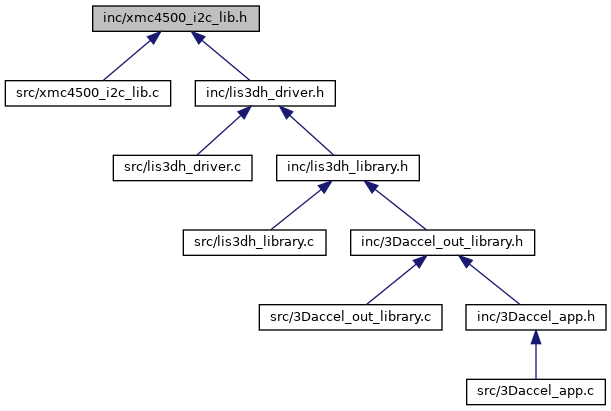 inc/xmc4500_i2c_lib.h
src/xmc4500_i2c_lib.c
inc/lis3dh_driver.h
src/lis3dh_driver.c
inc/lis3dh_library.h
src/lis3dh_library.c
inc/3Daccel_out_library.h
src/3Daccel_out_library.c
inc/3Daccel_app.h
src/3Daccel_app.c